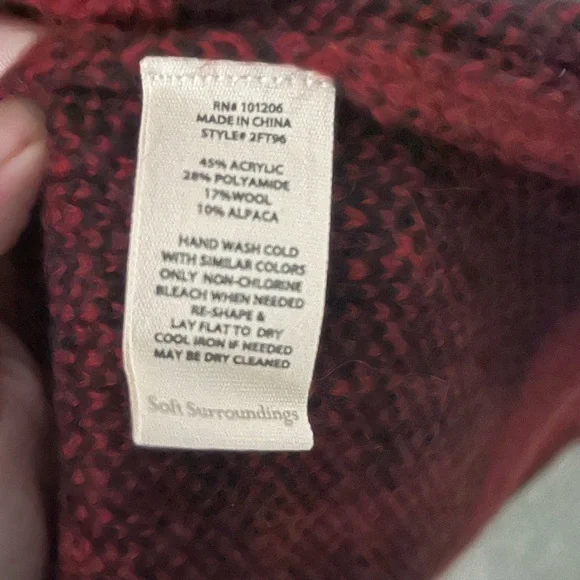 RN# 101206
MADE IN CHINA
STYLE# 2FT96
45% ACRYLIC
28% POLYAMIDE
17% WOOL
10% ALPACA
HAND WASH COLD
WITH SIMILAR COLORS
ONLY NON-CHLORINE
BLEACH WHEN NEEDED
RE-SHAPE &
LAY FLAT TO DRY
COOL IRON IF NEEDED
MAY BE DRY CLEANED
Soft Surroundings